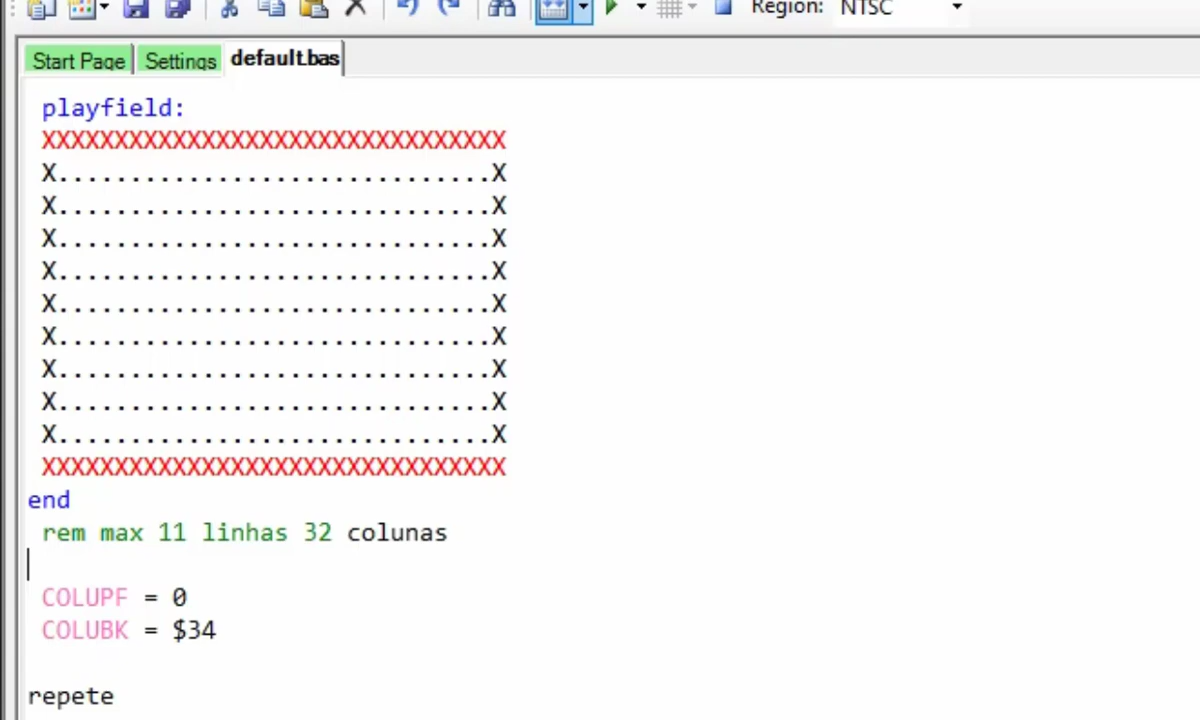 Region: NTSC
Start Page Settings default.bas
playfield:
XXXXXXXXXXXXXXXXXXXXXXXXXXXXXXXX
X..............................X
X..............................X
X..............................X
X..............................X
X..............................X
X..............................X
X..............................X
X..............................X
X..............................X
XXXXXXXXXXXXXXXXXXXXXXXXXXXXXXXX
end
rem max 11 linhas 32 colunas
COLUPF = 0
COLUBK = $34
repete